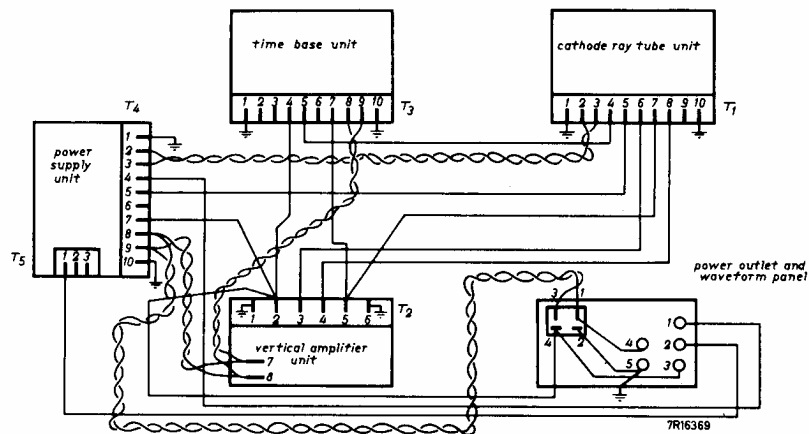 time base unit
1 2 3 4 5 6 7 8 9 10
T3
cathode ray tube unit
1 2 3 4 5 6 7 8 9 10
T1
T4
power
supply
unit
1
2
3
4
5
6
7
8
9
10
T5
1 2 3
T2
1 2 3 4 5 6
vertical amplifier
unit
7
8
power outlet and
waveform panel
3 1
4 2
4
5
1
2
3
7R16369